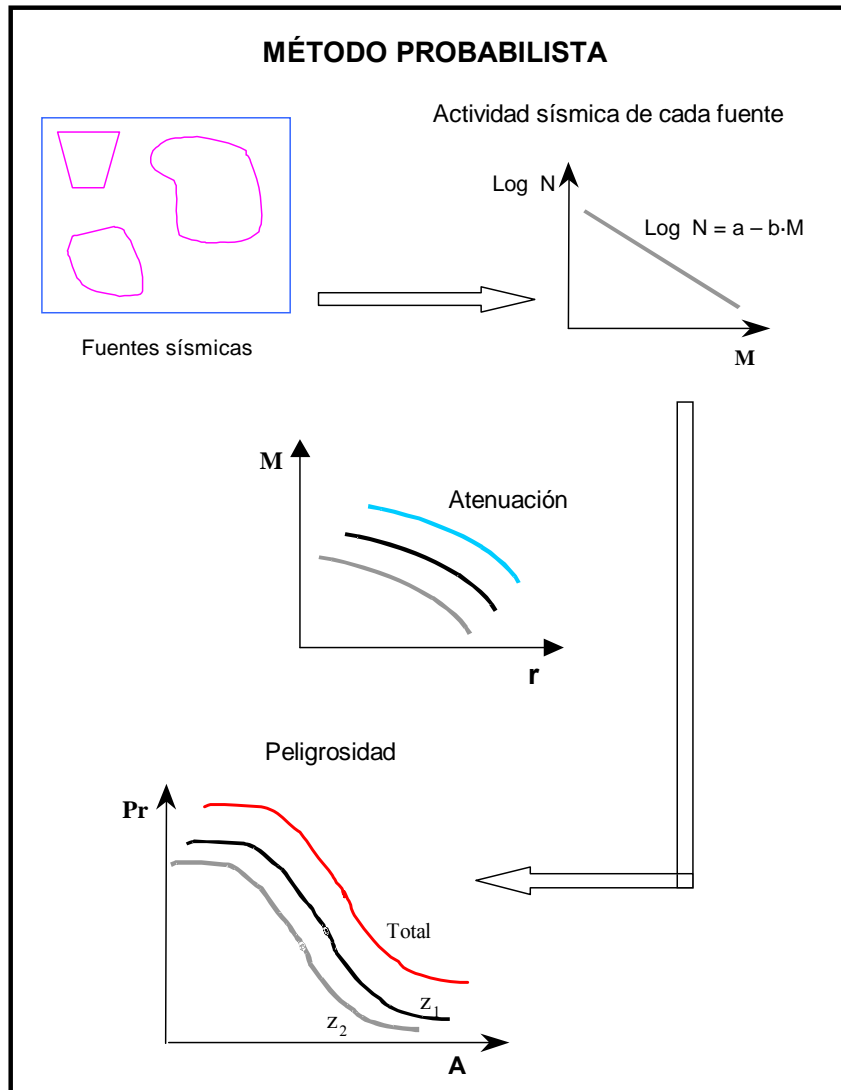 MÉTODO PROBABILISTA
Actividad sísmica de cada fuente
Log N
Log N = a – b·M
M
Fuentes sísmicas
M
Atenuación
r
Peligrosidad
Pr
Total
z1
z2
A